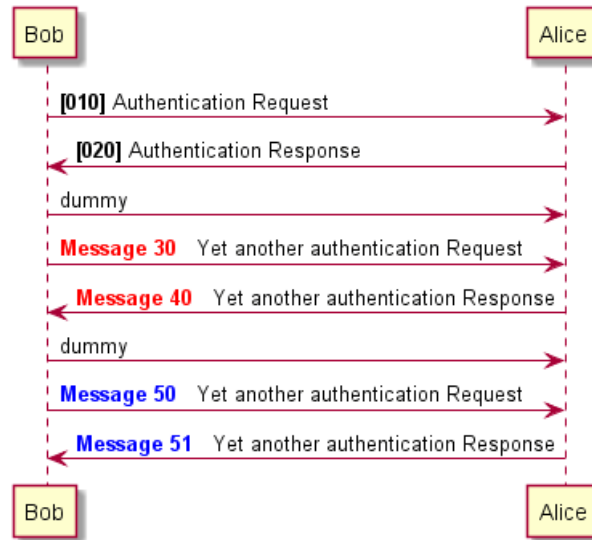 Bob Alice
[010] Authentication Request
[020] Authentication Response
dummy
Message 30 Yet another authentication Request
Message 40 Yet another authentication Response
dummy
Message 50 Yet another authentication Request
Message 51 Yet another authentication Response
Bob Alice